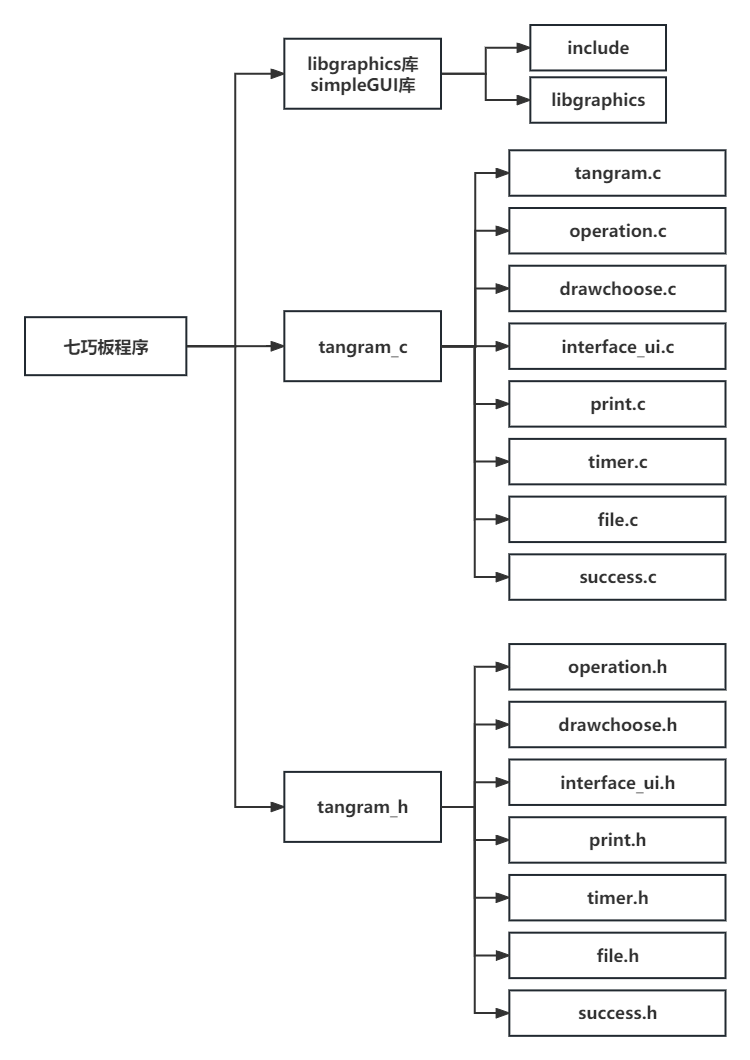 七巧板程序
libgraphics库
simpleGUI库
include
libgraphics
tangram_c
tangram.c
operation.c
drawchoose.c
interface_ui.c
print.c
timer.c
file.c
success.c
tangram_h
operation.h
drawchoose.h
interface_ui.h
print.h
timer.h
file.h
success.h